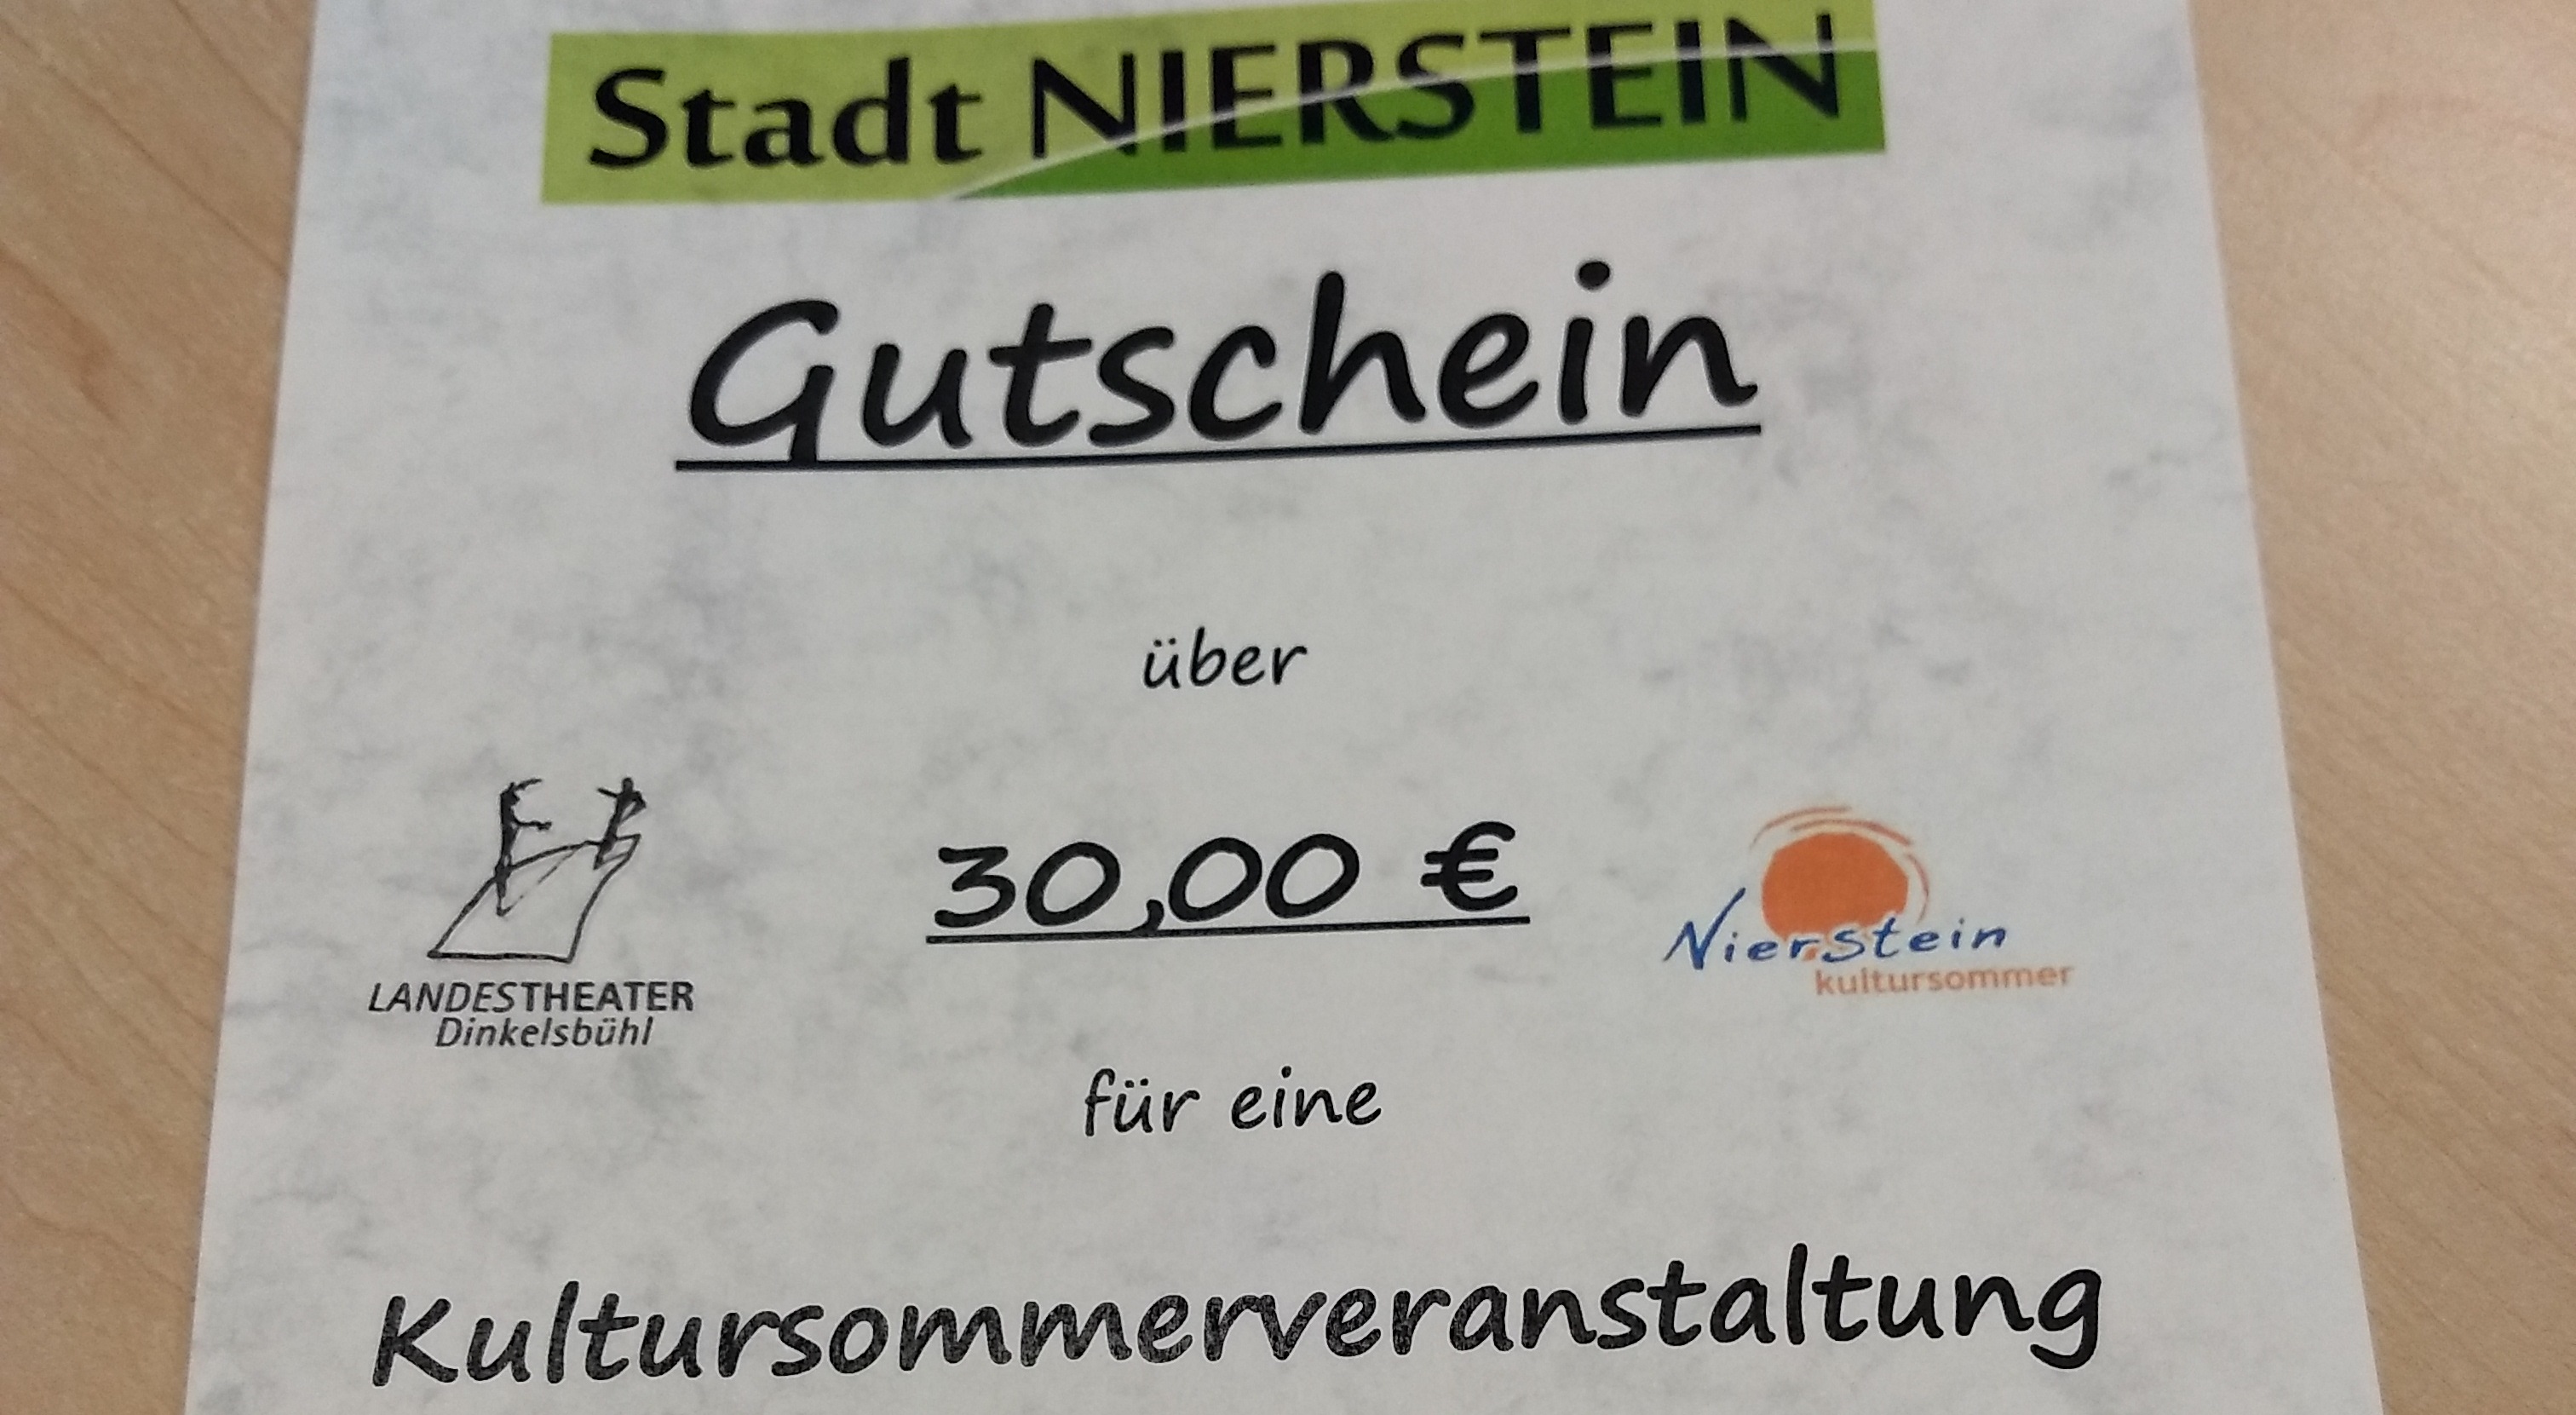 Stadt NIERSTEIN
Gutschein
über
30,00 €
LANDESTHEATER
Dinkelsbühl
Nierstein
kultursommer
für eine
Kultursommerveranstaltung